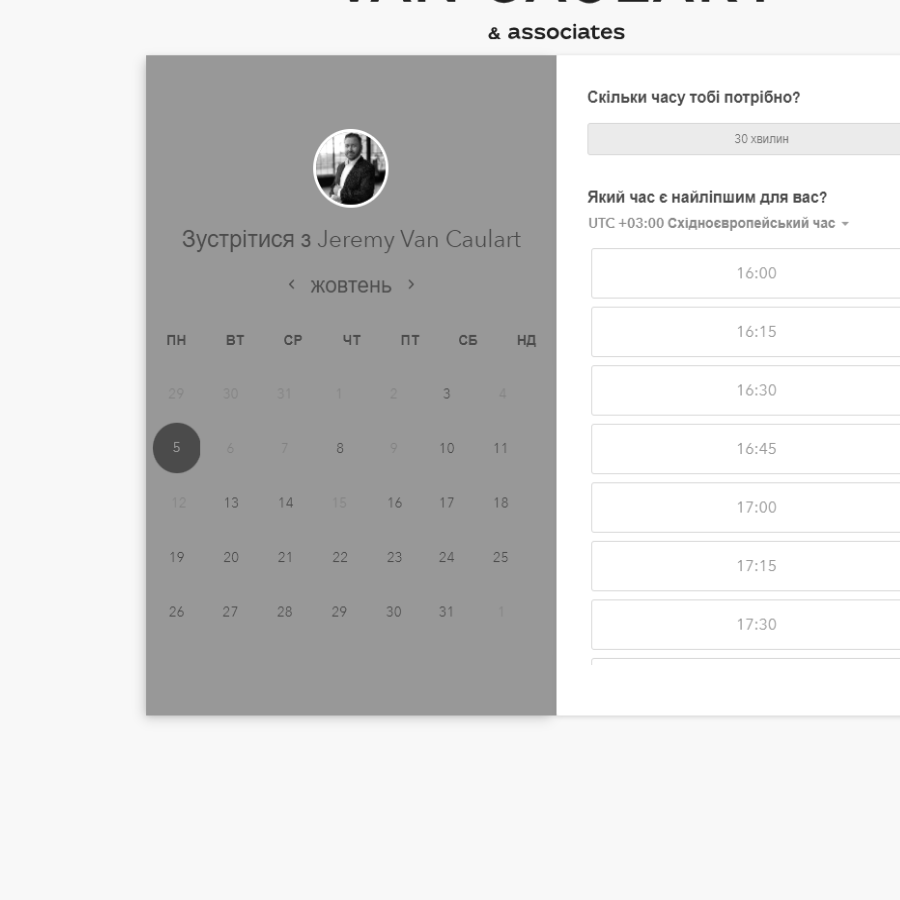 VAN CAULART
& associates
Зустрітися з Jeremy Van Caulart
жовтень
ПН ВТ СР ЧТ ПТ СБ НД
29 30 31 1 2 3 4
5 6 7 8 9 10 11
12 13 14 15 16 17 18
19 20 21 22 23 24 25
26 27 28 29 30 31 1
Скільки часу тобі потрібно?
30 хвилин
Який час є найліпшим для вас?
UTC +03:00 Східноєвропейський час
16:00
16:15
16:30
16:45
17:00
17:15
17:30